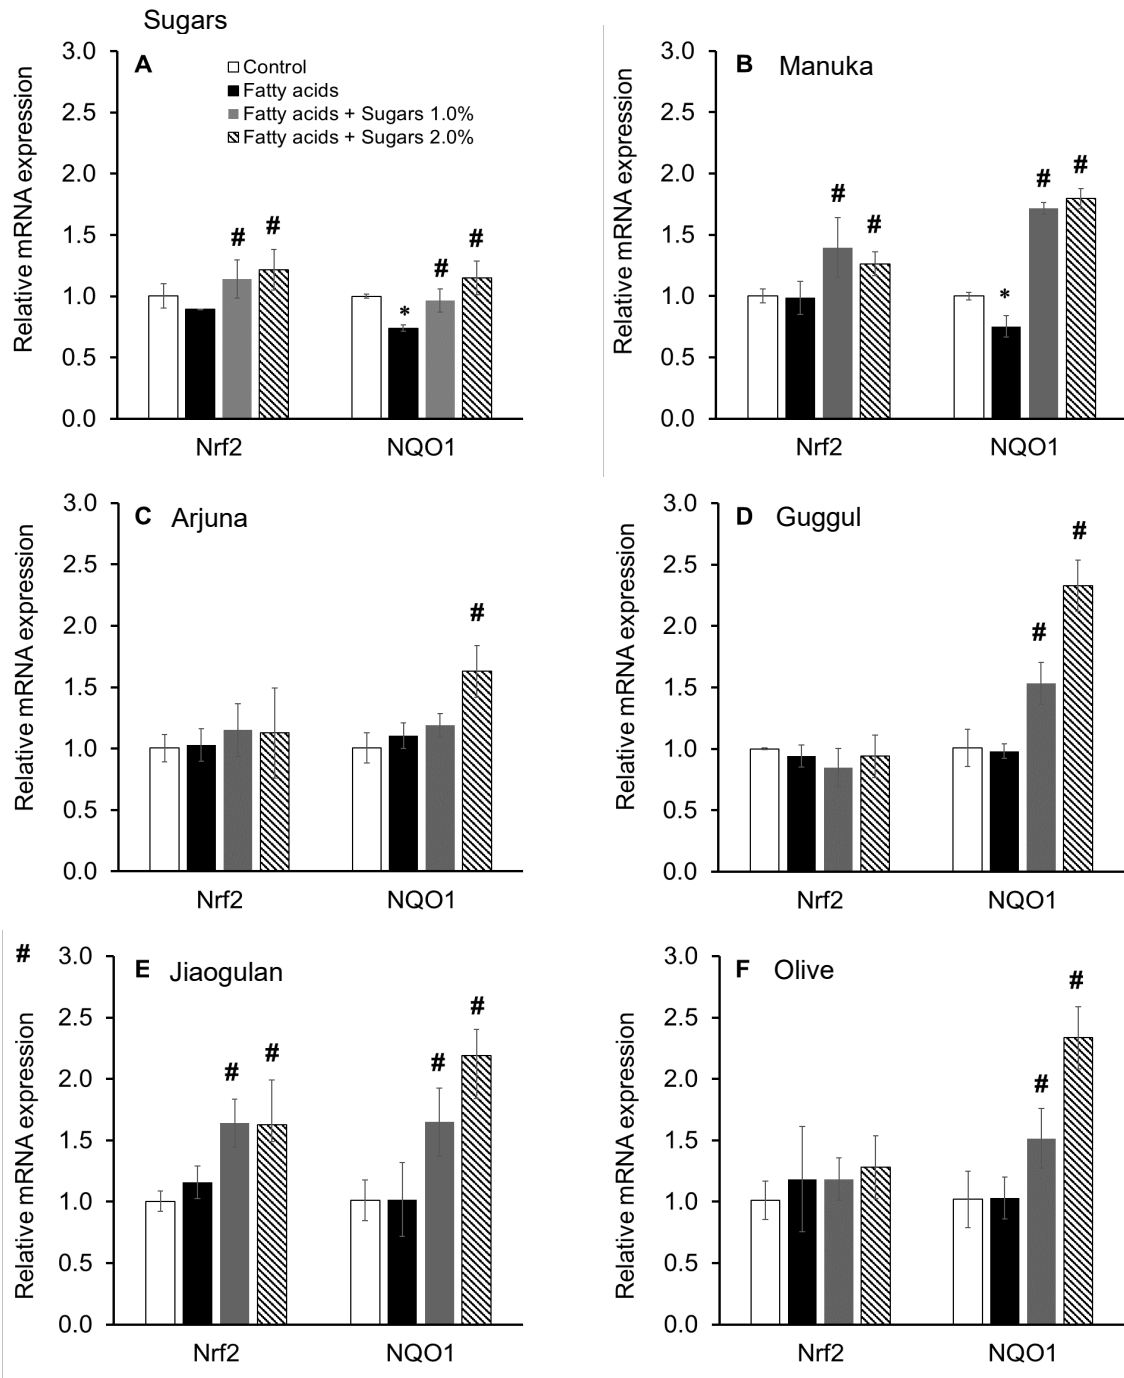 Sugars
A
Control
Fatty acids
Fatty acids + Sugars 1.0%
Fatty acids + Sugars 2.0%
Relative mRNA expression
3.0
2.5
2.0
1.5
1.0
0.5
0.0
# # * # #
Nrf2 NQO1
B Manuka
Relative mRNA expression
3.0
2.5
2.0
1.5
1.0
0.5
0.0
# # * # #
Nrf2 NQO1
C Arjuna
Relative mRNA expression
3.0
2.5
2.0
1.5
1.0
0.5
0.0
#
Nrf2 NQO1
D Guggul
Relative mRNA expression
3.0
2.5
2.0
1.5
1.0
0.5
0.0
# #
Nrf2 NQO1
#
E Jiaogulan
Relative mRNA expression
3.0
2.5
2.0
1.5
1.0
0.5
0.0
# # # #
Nrf2 NQO1
F Olive
Relative mRNA expression
3.0
2.5
2.0
1.5
1.0
0.5
0.0
# #
Nrf2 NQO1